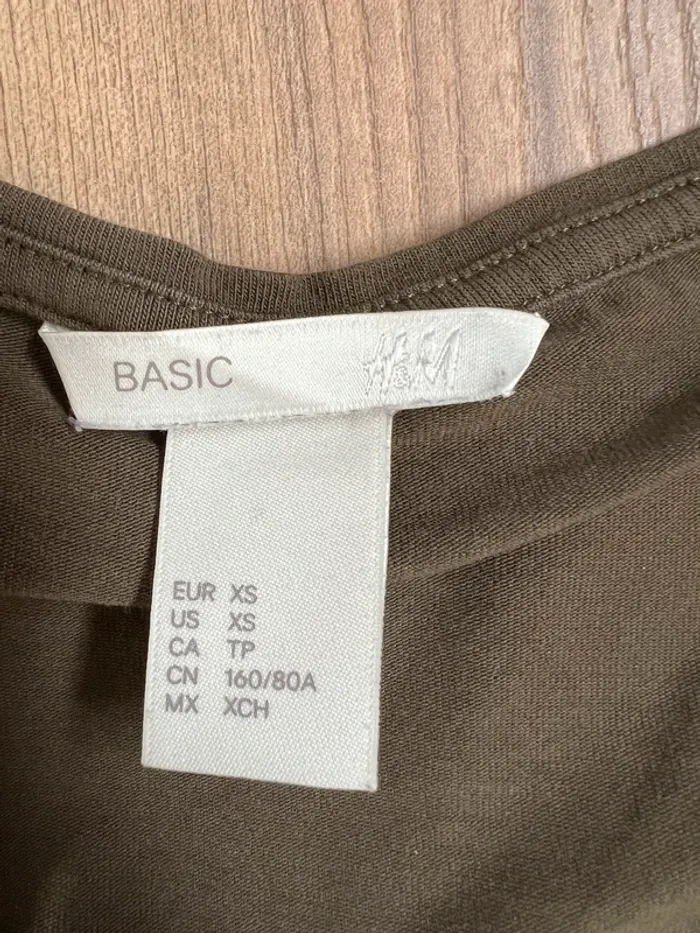 BASIC H&M
EUR XS
US XS
CA TP
CN 160/80A
MX XCH